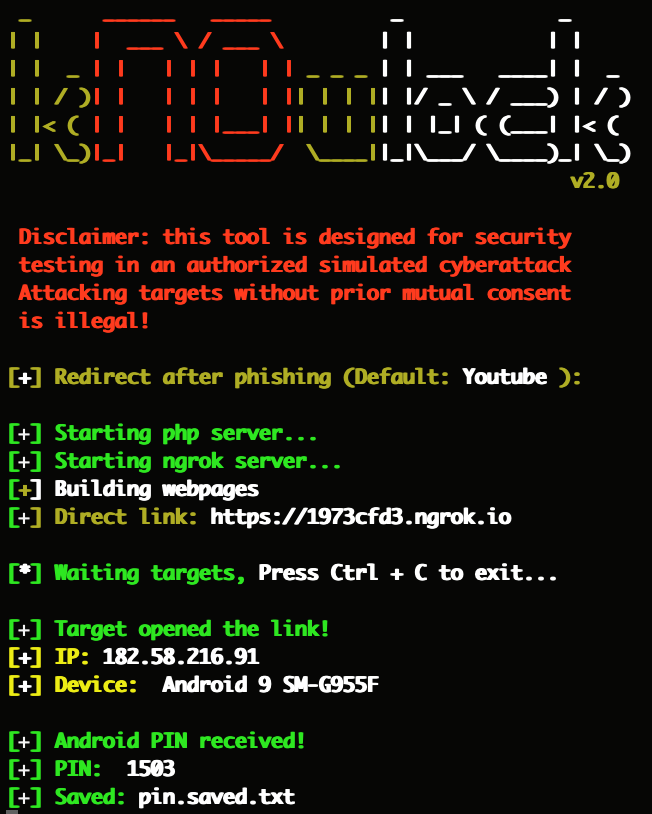 knOwlock
v2.0
Disclaimer: this tool is designed for security
testing in an authorized simulated cyberattack
Attacking targets without prior mutual consent
is illegal!
[+] Redirect after phishing (Default: Youtube ):
[+] Starting php server...
[+] Starting ngrok server...
[+] Building webpages
[+] Direct link: https://1973cfd3.ngrok.io
[*] Waiting targets, Press Ctrl + C to exit...
[+] Target opened the link!
[+] IP: 182.58.216.91
[+] Device: Android 9 SM-G955F
[+] Android PIN received!
[+] PIN: 1503
[+] Saved: pin.saved.txt